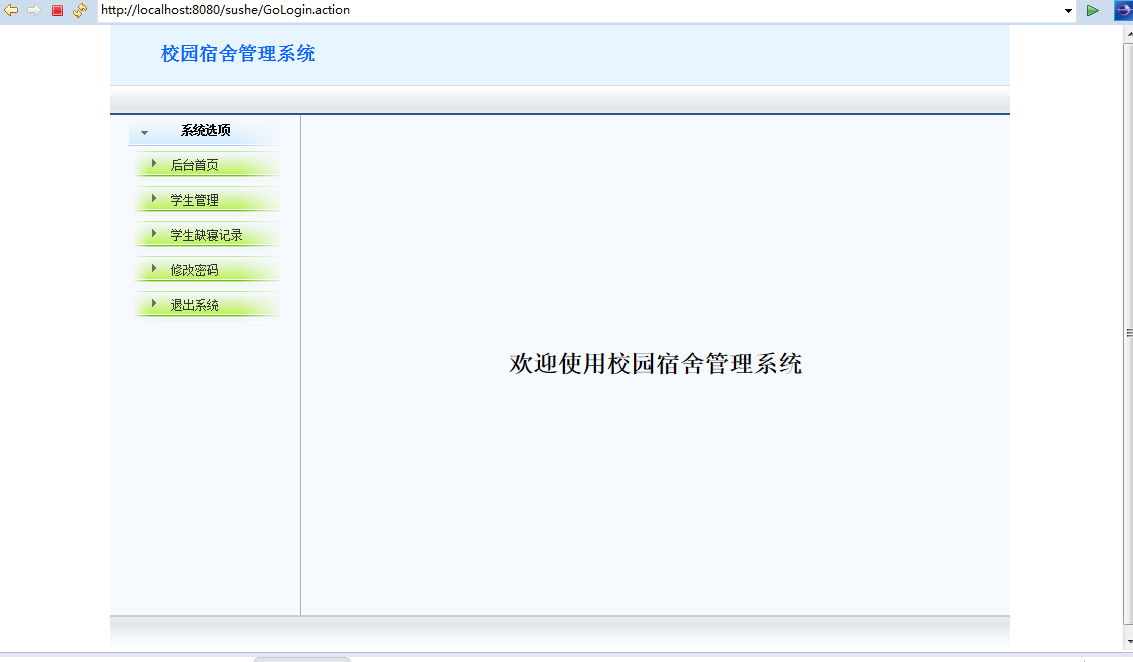 http://localhost:8080/sushe/GoLogin.action
校园宿舍管理系统
系统选项
后台首页
学生管理
学生缺寝记录
修改密码
退出系统
欢迎使用校园宿舍管理系统